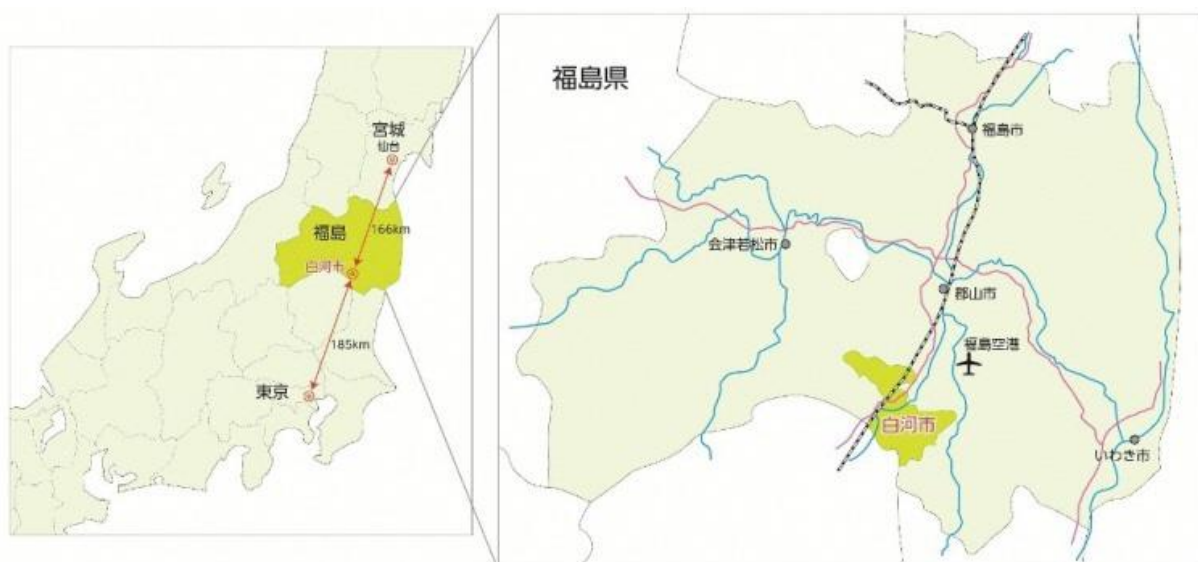 宮城
仙台
福島
166km
白河市
185km
東京
福島県
福島市
会津若松市
郡山市
福島空港
白河市
いわき市